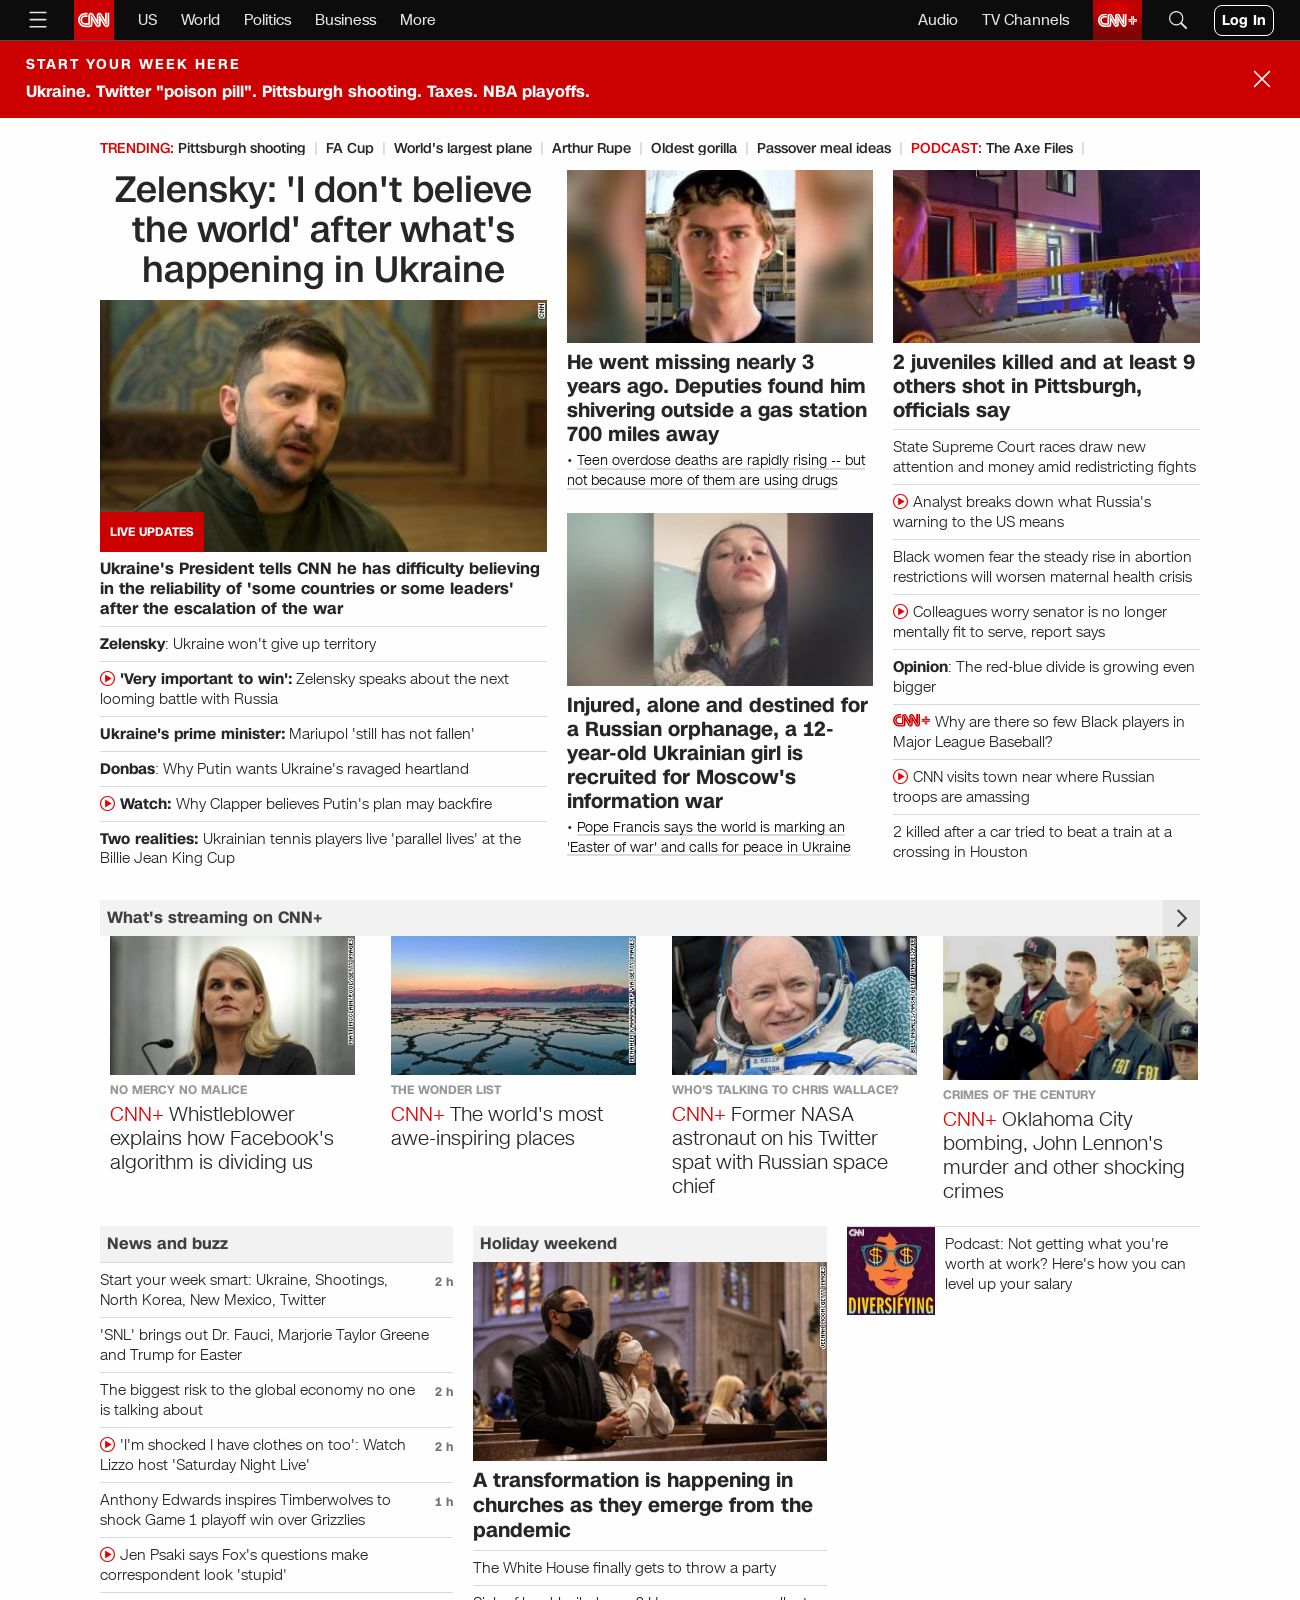 CNN
US
World
Politics
Business
More
Audio
TV Channels
CNN+
Log In
START YOUR WEEK HERE
Ukraine. Twitter "poison pill". Pittsburgh shooting. Taxes. NBA playoffs.
TRENDING: Pittsburgh shooting
FA Cup
World's largest plane
Arthur Rupe
Oldest gorilla
Passover meal ideas
PODCAST: The Axe Files
Zelensky: 'I don't believe
the world' after what's
happening in Ukraine
CNN
LIVE UPDATES
Ukraine's President tells CNN he has difficulty believing
in the reliability of 'some countries or some leaders'
after the escalation of the war
Zelensky: Ukraine won't give up territory
'Very important to win': Zelensky speaks about the next
looming battle with Russia
Ukraine's prime minister: Mariupol 'still has not fallen'
Donbas: Why Putin wants Ukraine's ravaged heartland
Watch: Why Clapper believes Putin's plan may backfire
Two realities: Ukrainian tennis players live 'parallel lives' at the
Billie Jean King Cup
He went missing nearly 3
years ago. Deputies found him
shivering outside a gas station
700 miles away
• Teen overdose deaths are rapidly rising -- but
not because more of them are using drugs
Injured, alone and destined for
a Russian orphanage, a 12-
year-old Ukrainian girl is
recruited for Moscow's
information war
• Pope Francis says the world is marking an
'Easter of war' and calls for peace in Ukraine
2 juveniles killed and at least 9
others shot in Pittsburgh,
officials say
State Supreme Court races draw new
attention and money amid redistricting fights
Analyst breaks down what Russia's
warning to the US means
Black women fear the steady rise in abortion
restrictions will worsen maternal health crisis
Colleagues worry senator is no longer
mentally fit to serve, report says
Opinion: The red-blue divide is growing even
bigger
CNN+ Why are there so few Black players in
Major League Baseball?
CNN visits town near where Russian
troops are amassing
2 killed after a car tried to beat a train at a
crossing in Houston
What's streaming on CNN+
NO MERCY NO MALICE
CNN+ Whistleblower
explains how Facebook's
algorithm is dividing us
THE WONDER LIST
CNN+ The world's most
awe-inspiring places
S. KELLY
WHO'S TALKING TO CHRIS WALLACE?
CNN+ Former NASA
astronaut on his Twitter
spat with Russian space
chief
FBI
FBI
CRIMES OF THE CENTURY
CNN+ Oklahoma City
bombing, John Lennon's
murder and other shocking
crimes
News and buzz
Start your week smart: Ukraine, Shootings,
North Korea, New Mexico, Twitter
2 h
'SNL' brings out Dr. Fauci, Marjorie Taylor Greene
and Trump for Easter
The biggest risk to the global economy no one
is talking about
2 h
'I'm shocked I have clothes on too': Watch
Lizzo host 'Saturday Night Live'
2 h
Anthony Edwards inspires Timberwolves to
shock Game 1 playoff win over Grizzlies
1 h
Jen Psaki says Fox's questions make
correspondent look 'stupid'
Holiday weekend
A transformation is happening in
churches as they emerge from the
pandemic
The White House finally gets to throw a party
CNN
DIVERSIFYING
Podcast: Not getting what you're
worth at work? Here's how you can
level up your salary